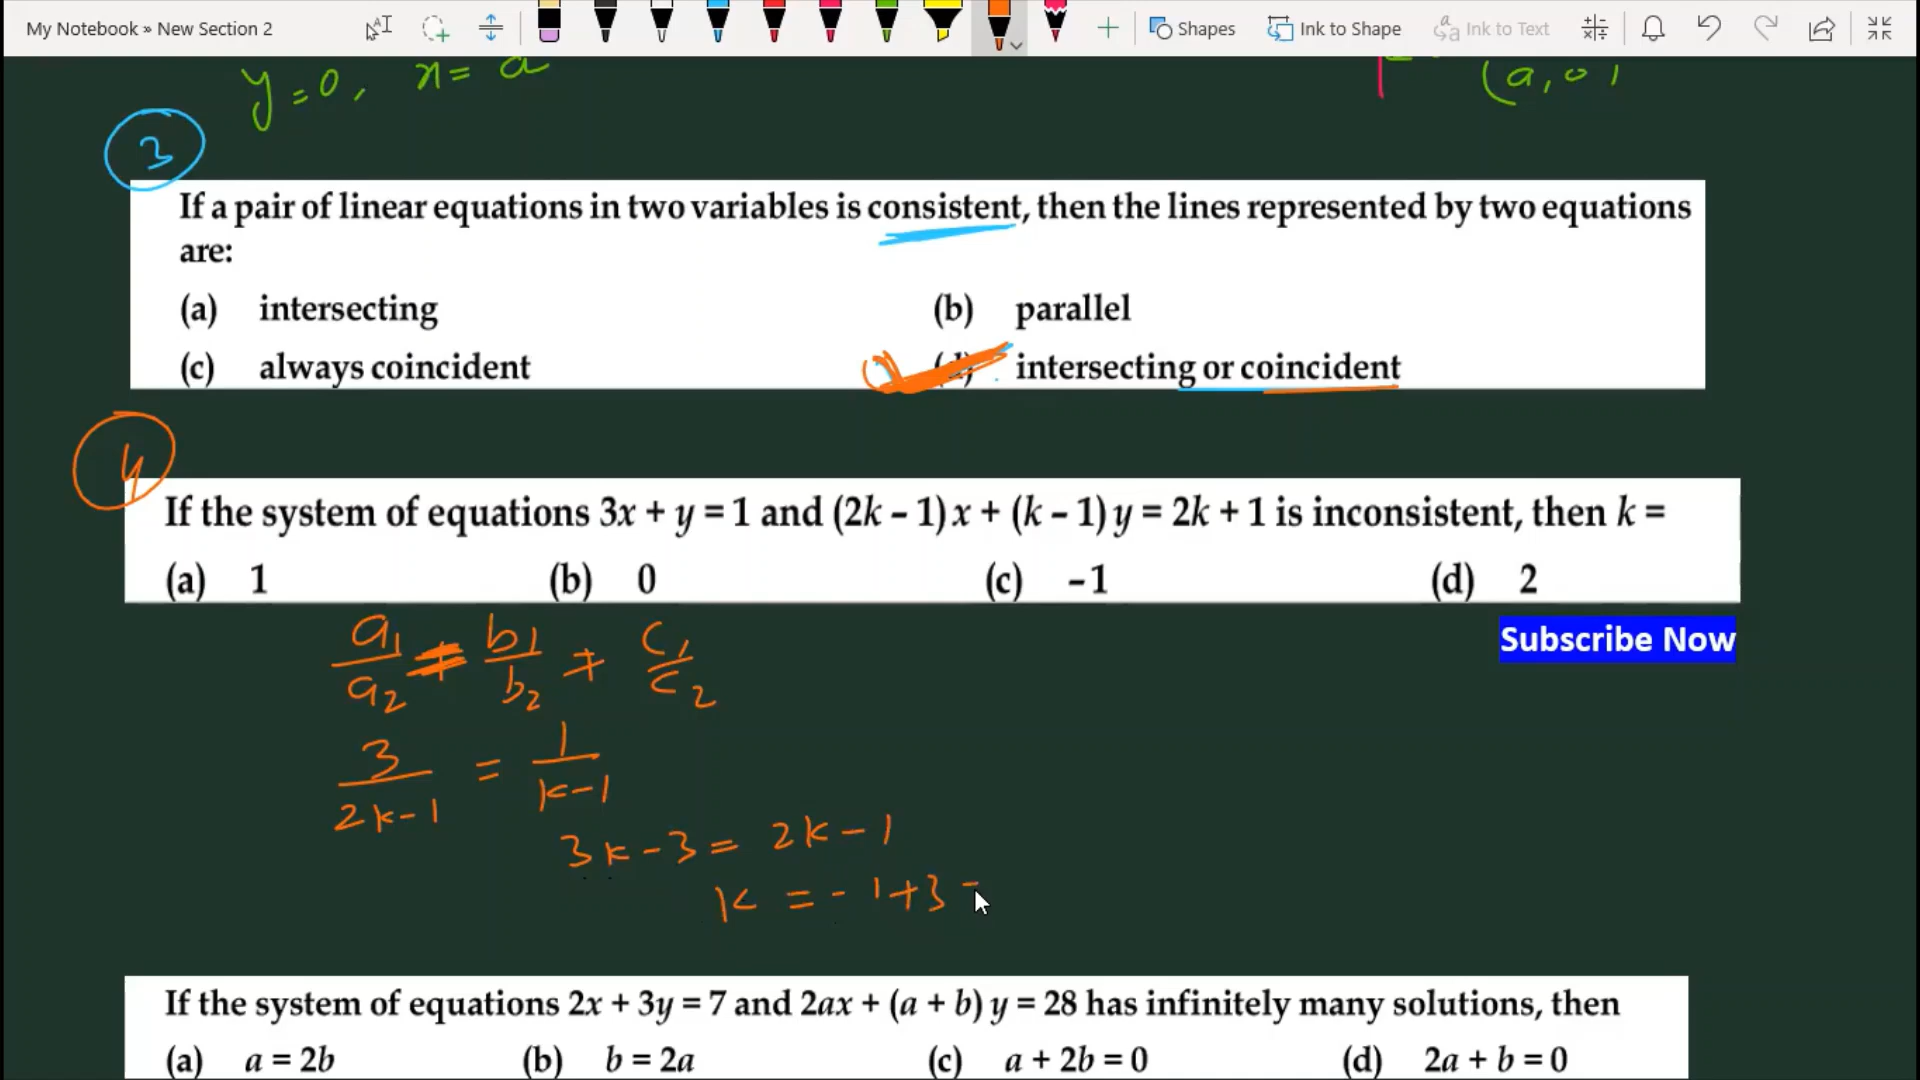 My Notebook » New Section 2
Shapes
Ink to Shape
Ink to Text
y=0, x= a
(a, 0)
3
If a pair of linear equations in two variables is consistent, then the lines represented by two equations
are:
(a) intersecting (b) parallel
(c) always coincident (d) intersecting or coincident
4
If the system of equations 3x + y = 1 and (2k – 1) x + (k – 1) y = 2k + 1 is inconsistent, then k =
(a) 1 (b) 0 (c) –1 (d) 2
Subscribe Now
a1/a2 = b1/b2 ≠ c1/c2
3/2k-1 = 1/k-1
3k-3 = 2k-1
k = -1+3
If the system of equations 2x + 3y = 7 and 2ax + (a + b) y = 28 has infinitely many solutions, then
(a) a = 2b (b) b = 2a (c) a + 2b = 0 (d) 2a + b = 0